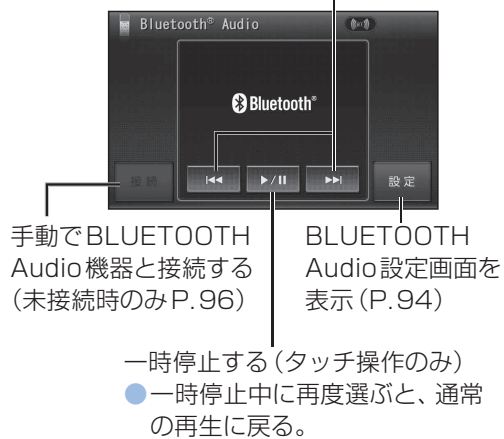 Bluetooth® Audio
Bluetooth®
接続
設定
手動でBLUETOOTH
Audio機器と接続する
(未接続時のみP.96)
BLUETOOTH
Audio設定画面を
表示(P.94)
一時停止する(タッチ操作のみ)
●一時停止中に再度選ぶと、通常
の再生に戻る。